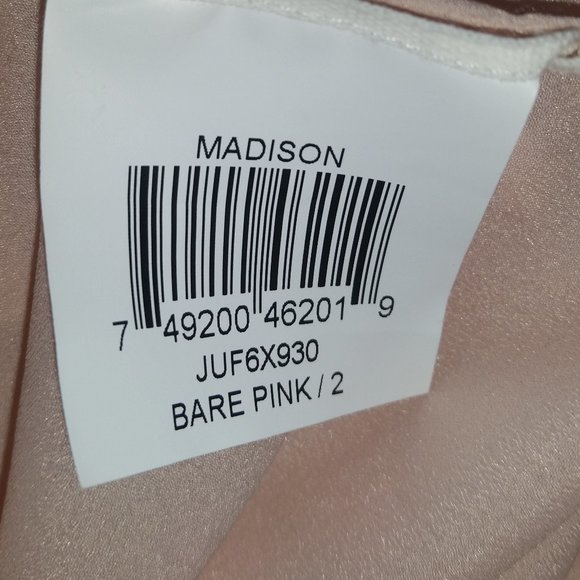 MADISON
7 49200 46201 9
JUF6X930
BARE PINK / 2